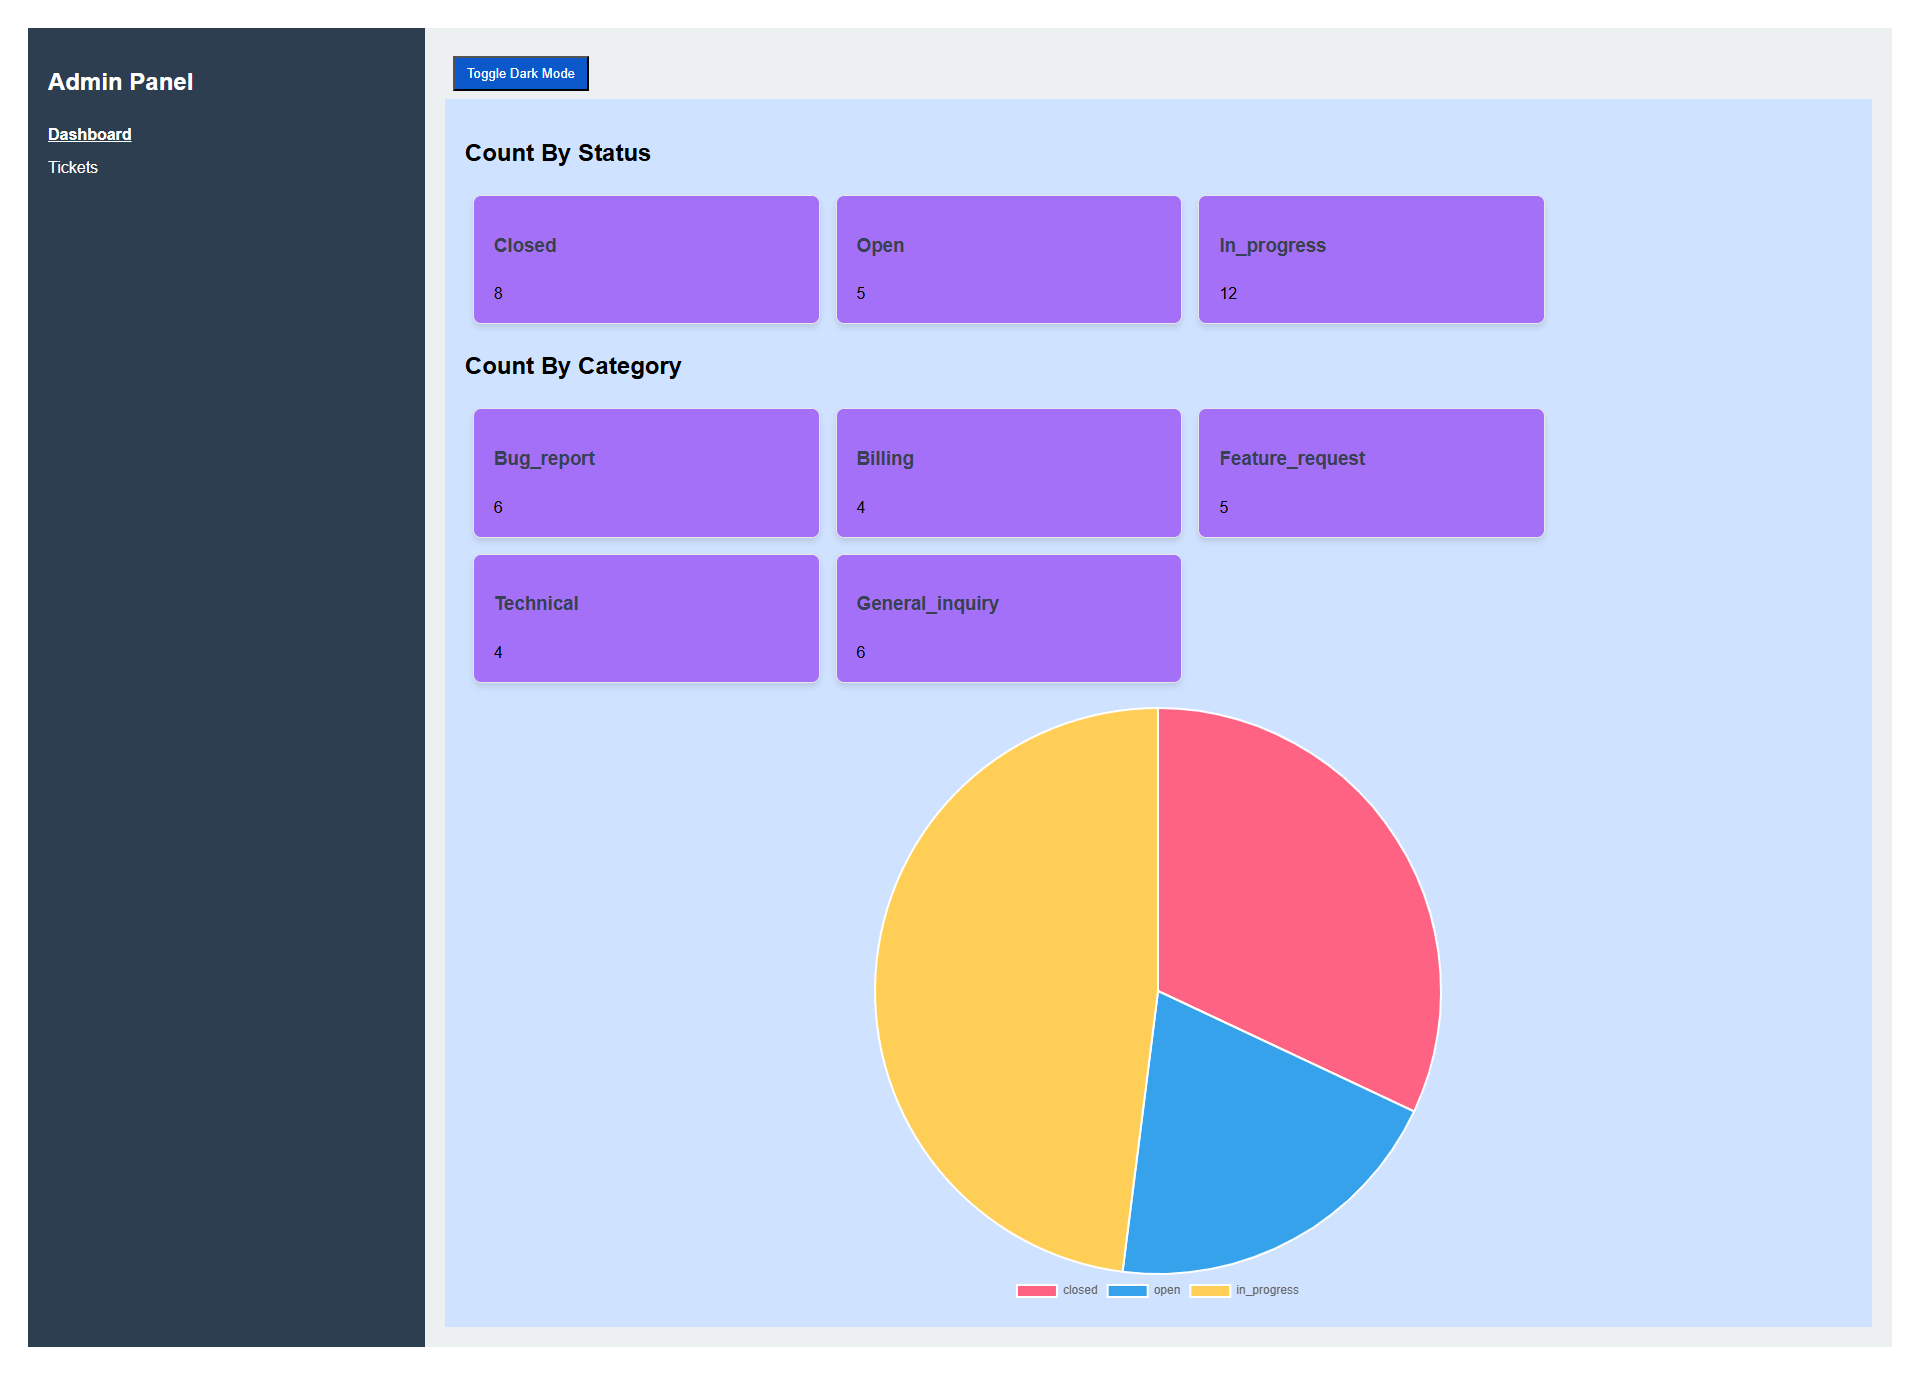 Admin Panel
Dashboard
Tickets
Toggle Dark Mode
Count By Status
Closed
8
Open
5
In_progress
12
Count By Category
Bug_report
6
Billing
4
Feature_request
5
Technical
4
General_inquiry
6
closed open in_progress